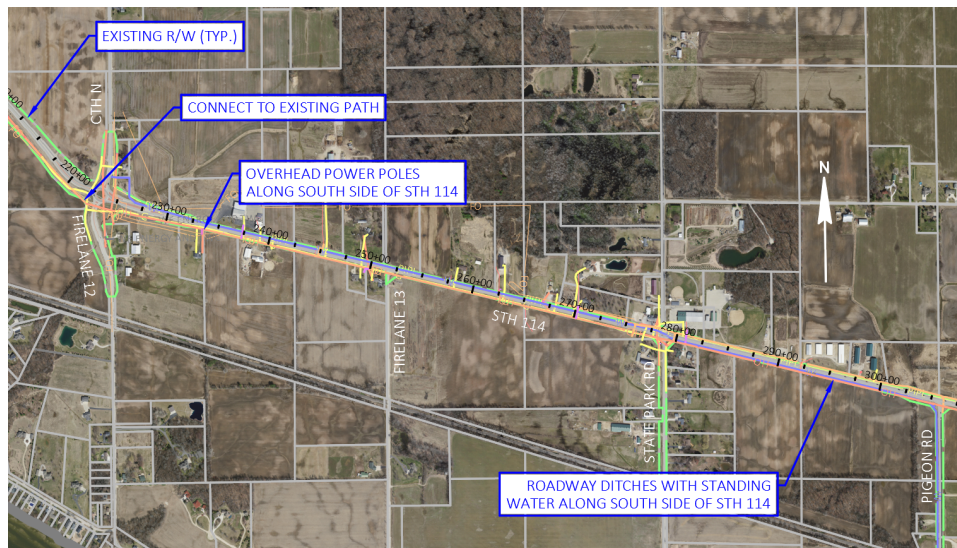 EXISTING R/W (TYP.)
CTH N
CONNECT TO EXISTING PATH
220+00
OVERHEAD POWER POLES
ALONG SOUTH SIDE OF STH 114
N
230+00
FIRELANE 12
240+00
250+00
260+00
270+00
FIRELANE 13
STH 114
280+00
290+00
300+00
STATE PARK RD
PIGEON RD
ROADWAY DITCHES WITH STANDING
WATER ALONG SOUTH SIDE OF STH 114